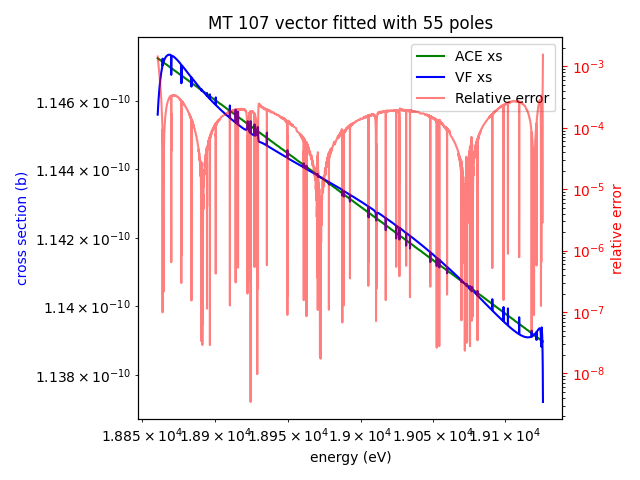 MT 107 vector fitted with 55 poles
ACE xs
VF xs
Relative error
1.146 × 10⁻¹⁰
1.144 × 10⁻¹⁰
1.142 × 10⁻¹⁰
1.14 × 10⁻¹⁰
1.138 × 10⁻¹⁰
cross section (b)
10⁻³
10⁻⁴
10⁻⁵
10⁻⁶
10⁻⁷
10⁻⁸
relative error
1.885 × 10⁴ 1.89 × 10⁴ 1.895 × 10⁴ 1.9 × 10⁴ 1.905 × 10⁴ 1.91 × 10⁴
energy (eV)